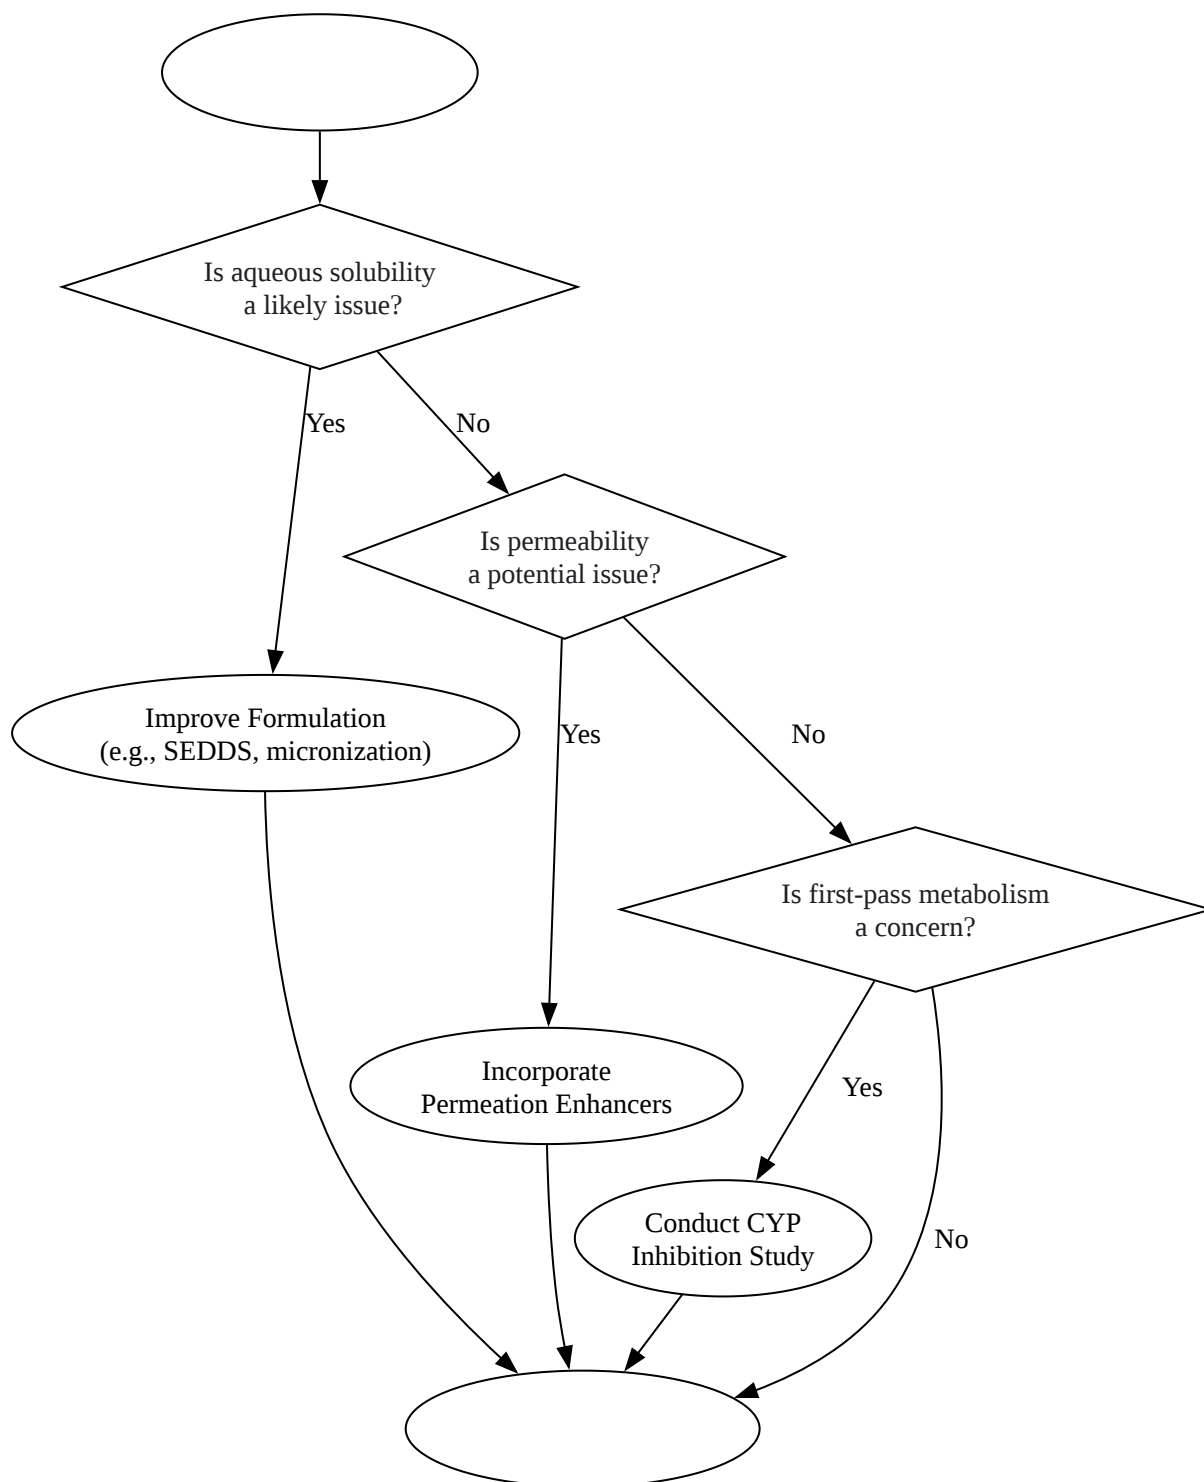 Is aqueous solubility
a likely issue?
Yes
No
Is permeability
a potential issue?
Improve Formulation
(e.g., SEDDS, micronization)
Yes
No
Is first-pass metabolism
a concern?
Incorporate
Permeation Enhancers
Yes
Conduct CYP
Inhibition Study
No